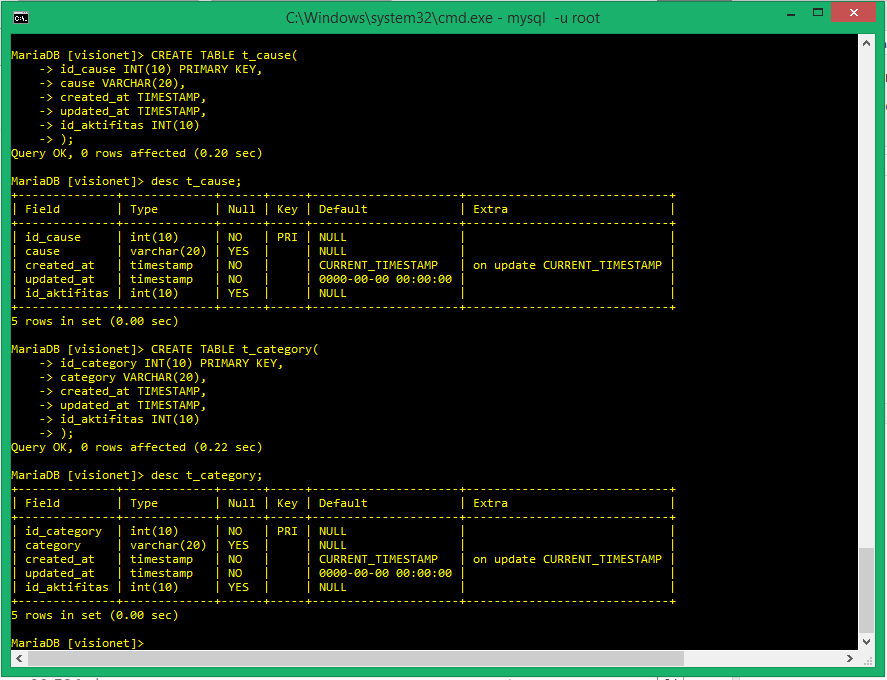 C:\Windows\system32\cmd.exe - mysql  -u root
MariaDB [visionet]> CREATE TABLE t_cause(
    -> id_cause INT(10) PRIMARY KEY,
    -> cause VARCHAR(20),
    -> created_at TIMESTAMP,
    -> updated_at TIMESTAMP,
    -> id_aktifitas INT(10)
    -> );
Query OK, 0 rows affected (0.20 sec)
MariaDB [visionet]> desc t_cause;
+--------------+-------------+------+-----+---------------------+-----------------------------+
| Field        | Type        | Null | Key | Default             | Extra                       |
+--------------+-------------+------+-----+---------------------+-----------------------------+
| id_cause     | int(10)     | NO   | PRI | NULL                |                             |
| cause        | varchar(20) | YES  |     | NULL                |                             |
| created_at   | timestamp   | NO   |     | CURRENT_TIMESTAMP   | on update CURRENT_TIMESTAMP |
| updated_at   | timestamp   | NO   |     | 0000-00-00 00:00:00 |                             |
| id_aktifitas | int(10)     | YES  |     | NULL                |                             |
+--------------+-------------+------+-----+---------------------+-----------------------------+
5 rows in set (0.00 sec)
MariaDB [visionet]> CREATE TABLE t_category(
    -> id_category INT(10) PRIMARY KEY,
    -> category VARCHAR(20),
    -> created_at TIMESTAMP,
    -> updated_at TIMESTAMP,
    -> id_aktifitas INT(10)
    -> );
Query OK, 0 rows affected (0.22 sec)
MariaDB [visionet]> desc t_category;
+--------------+-------------+------+-----+---------------------+-----------------------------+
| Field        | Type        | Null | Key | Default             | Extra                       |
+--------------+-------------+------+-----+---------------------+-----------------------------+
| id_category  | int(10)     | NO   | PRI | NULL                |                             |
| category     | varchar(20) | YES  |     | NULL                |                             |
| created_at   | timestamp   | NO   |     | CURRENT_TIMESTAMP   | on update CURRENT_TIMESTAMP |
| updated_at   | timestamp   | NO   |     | 0000-00-00 00:00:00 |                             |
| id_aktifitas | int(10)     | YES  |     | NULL                |                             |
+--------------+-------------+------+-----+---------------------+-----------------------------+
5 rows in set (0.00 sec)
MariaDB [visionet]>